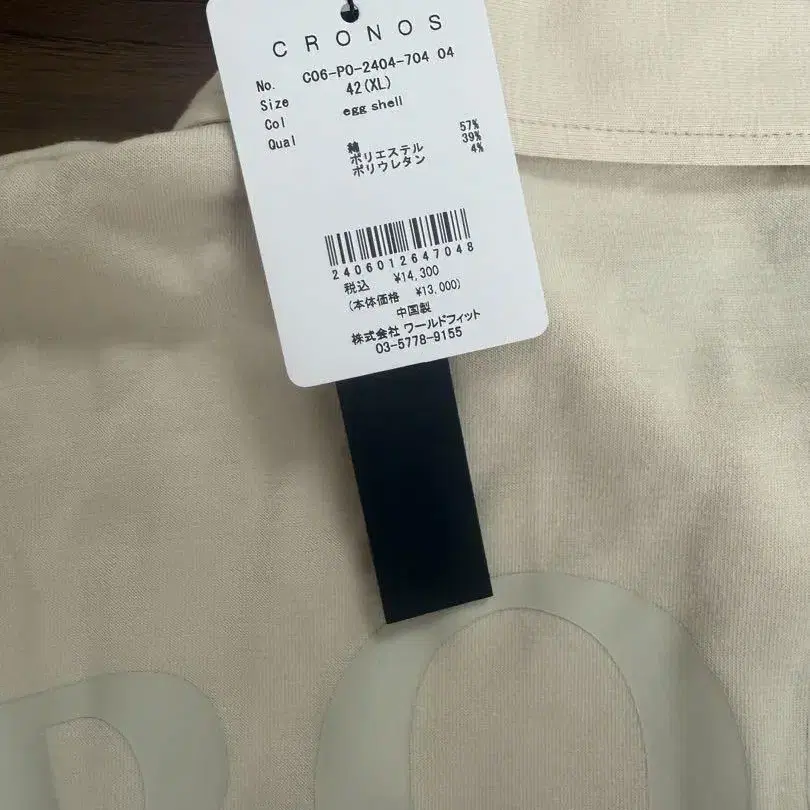 CRONOS
No. C06-PO-2404-704 04
Size 42(XL)
Col egg shell
Qual 綿 57%
ポリエステル 39%
ポリウレタン 4%
2406012647048
税込 ¥14,300
(本体価格 ¥13,000)
中国製
株式会社 ワールドフィット
03-5778-9155